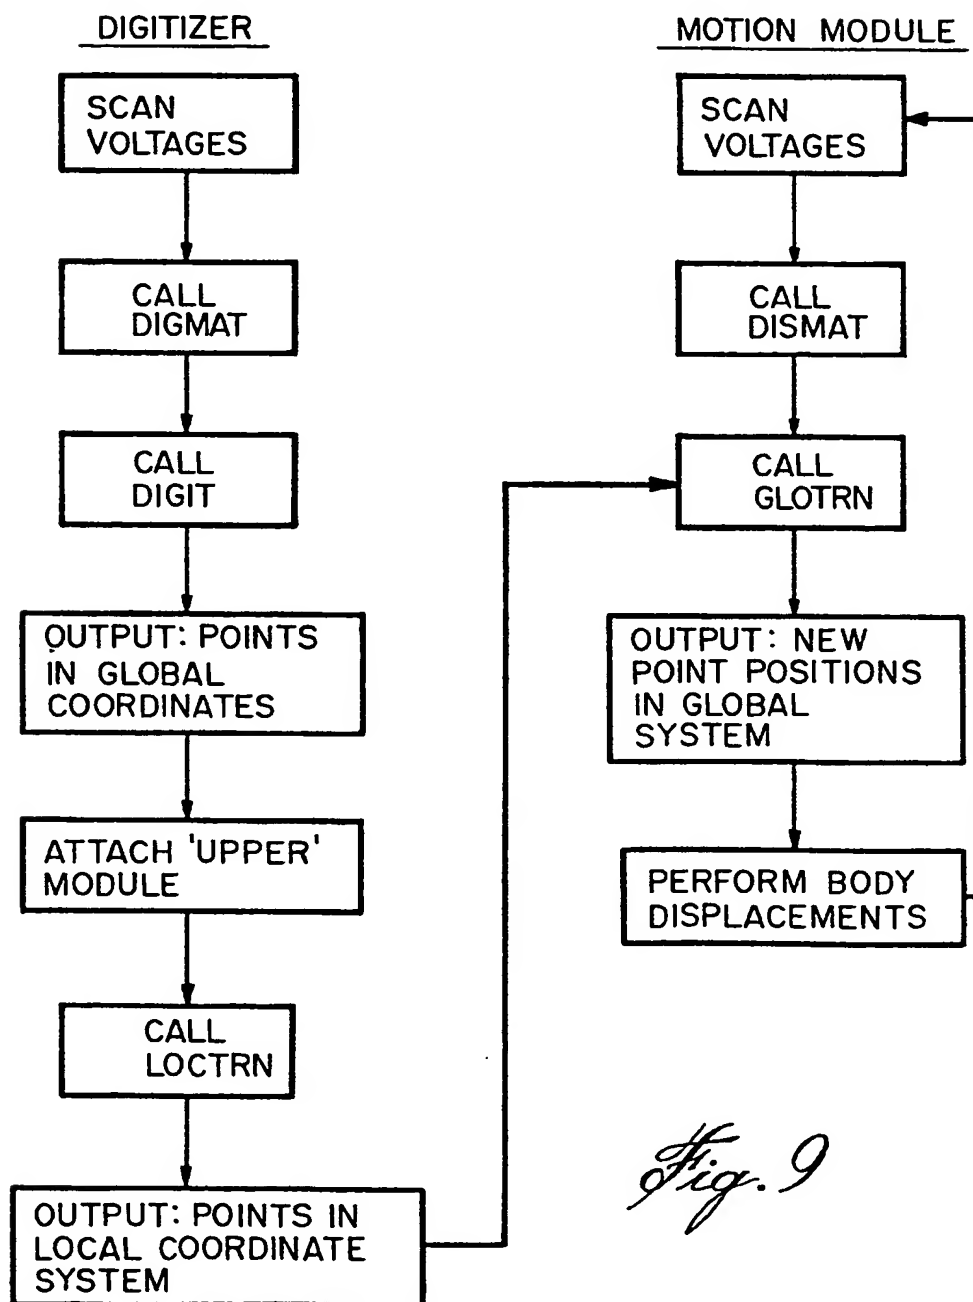 DIGITIZER
SCAN
VOLTAGES
CALL
DIGMAT
CALL
DIGIT
OUTPUT: POINTS
IN GLOBAL
COORDINATES
ATTACH 'UPPER'
MODULE
CALL
LOCTRN
OUTPUT: POINTS IN
LOCAL COORDINATE
SYSTEM
MOTION MODULE
SCAN
VOLTAGES
CALL
DISMAT
CALL
GLOTRN
OUTPUT: NEW
POINT POSITIONS
IN GLOBAL
SYSTEM
PERFORM BODY
DISPLACEMENTS
Fig. 9